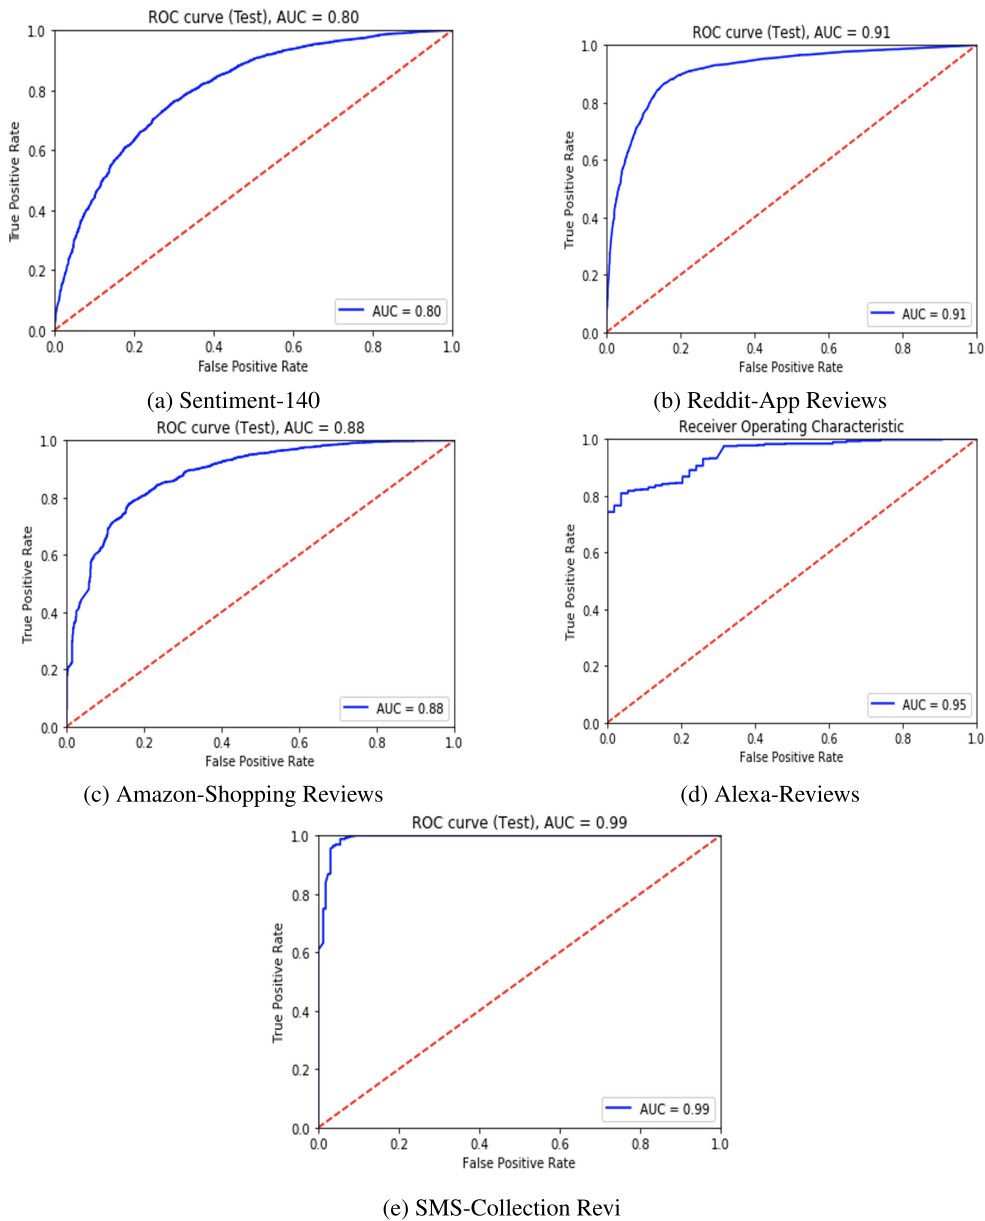 ROC curve (Test), AUC = 0.80
True Positive Rate
1.0
0.8
0.6
0.4
0.2
0.0
AUC = 0.80
0.0 0.2 0.4 0.6 0.8 1.0
False Positive Rate
(a) Sentiment-140
ROC curve (Test), AUC = 0.91
True Positive Rate
1.0
0.8
0.6
0.4
0.2
0.0
AUC = 0.91
0.0 0.2 0.4 0.6 0.8 1.0
False Positive Rate
(b) Reddit-App Reviews
ROC curve (Test), AUC = 0.88
True Positive Rate
1.0
0.8
0.6
0.4
0.2
0.0
AUC = 0.88
0.0 0.2 0.4 0.6 0.8 1.0
False Positive Rate
(c) Amazon-Shopping Reviews
Receiver Operating Characteristic
True Positive Rate
1.0
0.8
0.6
0.4
0.2
0.0
AUC = 0.95
0.0 0.2 0.4 0.6 0.8 1.0
False Positive Rate
(d) Alexa-Reviews
ROC curve (Test), AUC = 0.99
True Positive Rate
1.0
0.8
0.6
0.4
0.2
0.0
AUC = 0.99
0.0 0.2 0.4 0.6 0.8 1.0
False Positive Rate
(e) SMS-Collection Revi